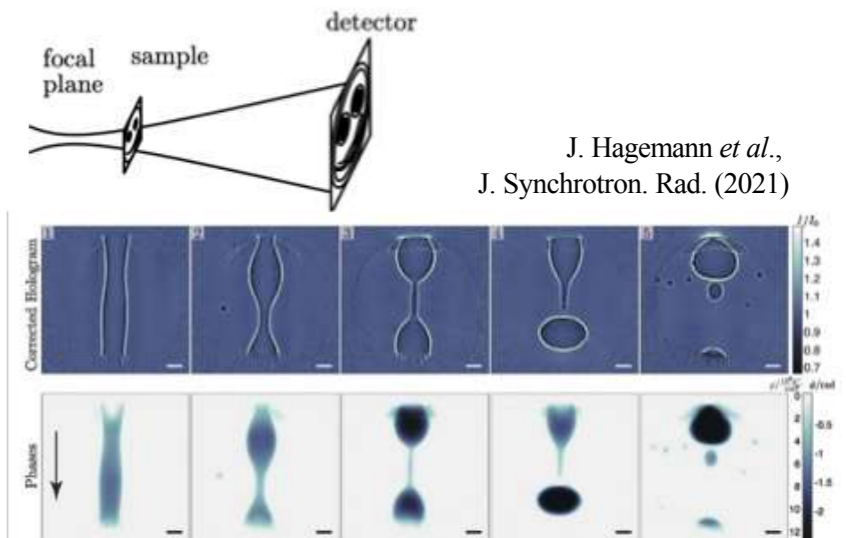 detector
focal
plane
sample
J. Hagemann et al.,
J. Synchrotron. Rad. (2021)
I/I₀
1 2 3 4 5
Corrected Hologram
1.4
1.3
1.2
1.1
1
0.9
0.8
0.7
ϕ/rad
Phases
0
2
4
6
8
10
12
-0.5
-1
-1.5
-2